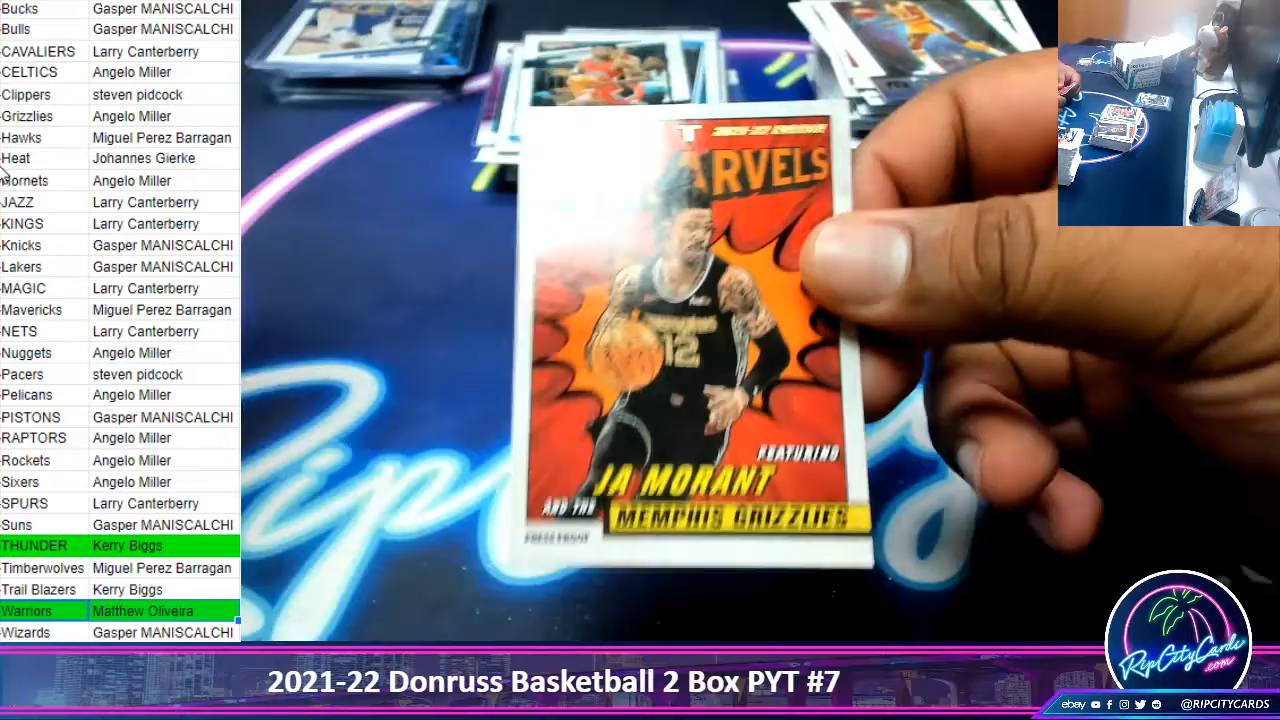 -Bucks Gasper MANISCALCHI
-Bulls Gasper MANISCALCHI
-CAVALIERS Larry Canterberry
-CELTICS Angelo Miller
-Clippers steven pidcock
-Grizzlies Angelo Miller
-Hawks Miguel Perez Barragan
-Heat Johannes Gierke
-Hornets Angelo Miller
-JAZZ Larry Canterberry
-KINGS Larry Canterberry
-Knicks Gasper MANISCALCHI
-Lakers Gasper MANISCALCHI
-MAGIC Larry Canterberry
-Mavericks Miguel Perez Barragan
-NETS Larry Canterberry
-Nuggets Angelo Miller
-Pacers steven pidcock
-Pelicans Angelo Miller
-PISTONS Gasper MANISCALCHI
-RAPTORS Angelo Miller
-Rockets Angelo Miller
-Sixers Angelo Miller
-SPURS Larry Canterberry
-Suns Gasper MANISCALCHI
-THUNDER Kerry Biggs
-Timberwolves Miguel Perez Barragan
-Trail Blazers Kerry Biggs
-Warriors Matthew Oliveira
-Wizards Gasper MANISCALCHI
ARVELS
12
FEATURING
JA MORANT
AND THE
MEMPHIS GRIZZLIES
PRESS PROOF
RipCityCards
.com
2021-22 Donruss Basketball 2 Box PYT #7
ebay @RIPCITYCARDS